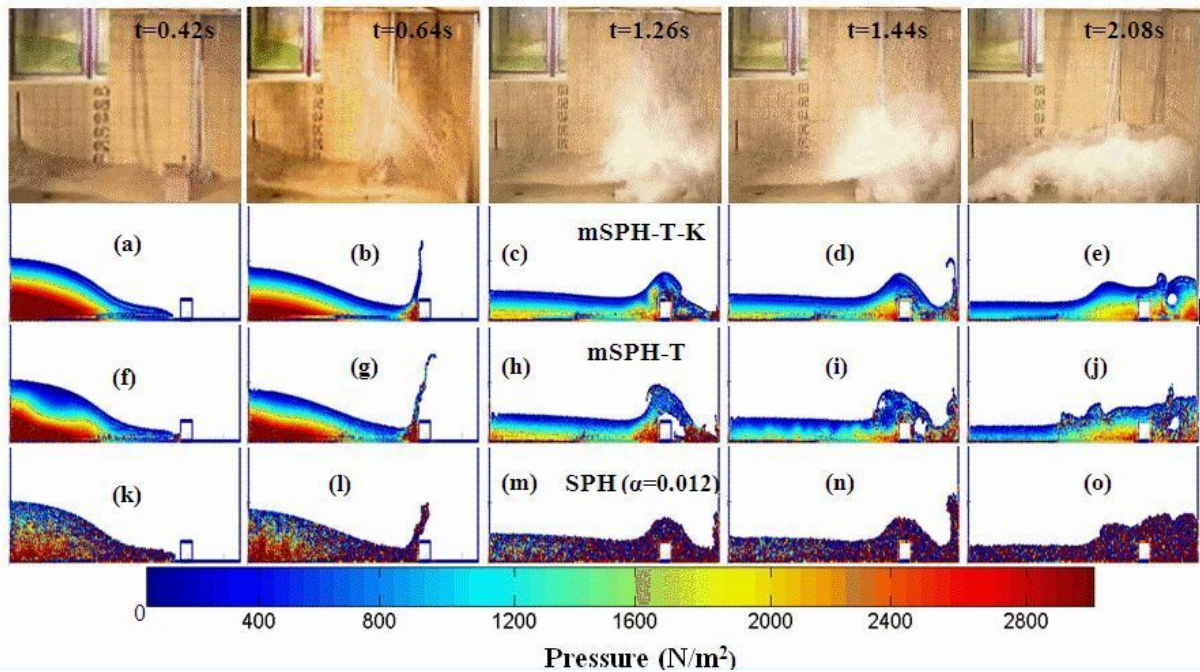 t=0.42s t=0.64s t=1.26s t=1.44s t=2.08s
mSPH-T-K
(a) (b) (c) (d) (e)
mSPH-T
(f) (g) (h) (i) (j)
(k) (l) (m) SPH (α=0.012) (n) (o)
0 400 800 1200 1600 2000 2400 2800
Pressure (N/m²)